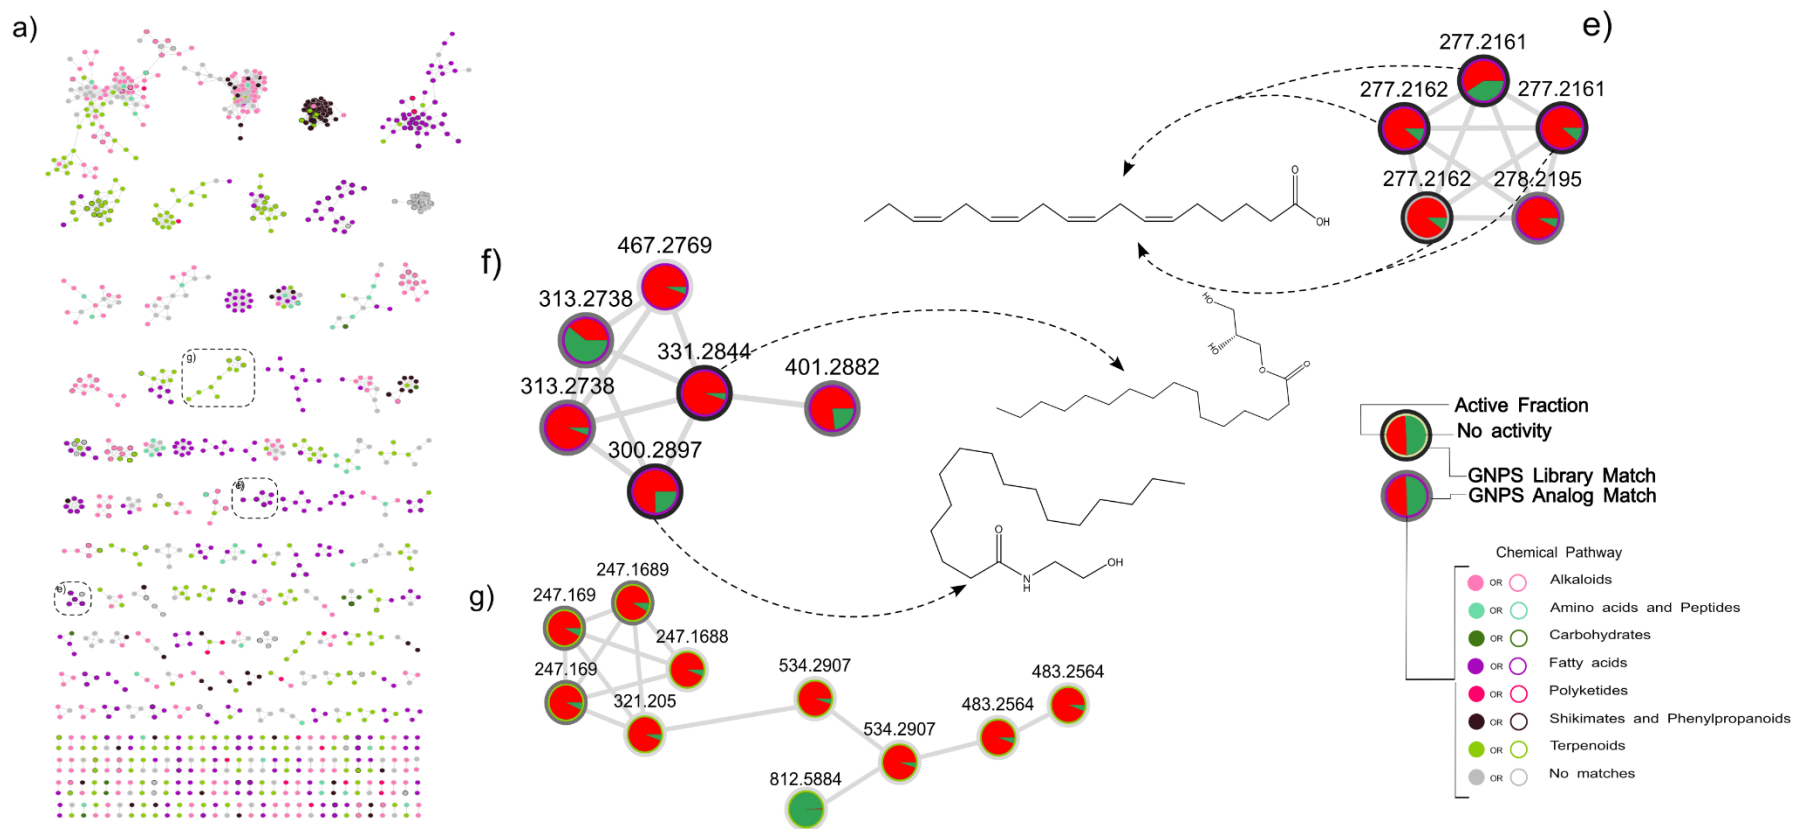 a)
g)
f)
e)
e)
277.2161
277.2162
277.2161
277.2162
278.2195
O
OH
f)
467.2769
313.2738
331.2844
401.2882
313.2738
300.2897
HO
HO
O
O
O
N
H
OH
g)
247.1689
247.169
247.1688
247.169
321.205
534.2907
483.2564
483.2564
534.2907
812.5884
Active Fraction
No activity
GNPS Library Match
GNPS Analog Match
Chemical Pathway
OR Alkaloids
OR Amino acids and Peptides
OR Carbohydrates
OR Fatty acids
OR Polyketides
OR Shikimates and Phenylpropanoids
OR Terpenoids
OR No matches